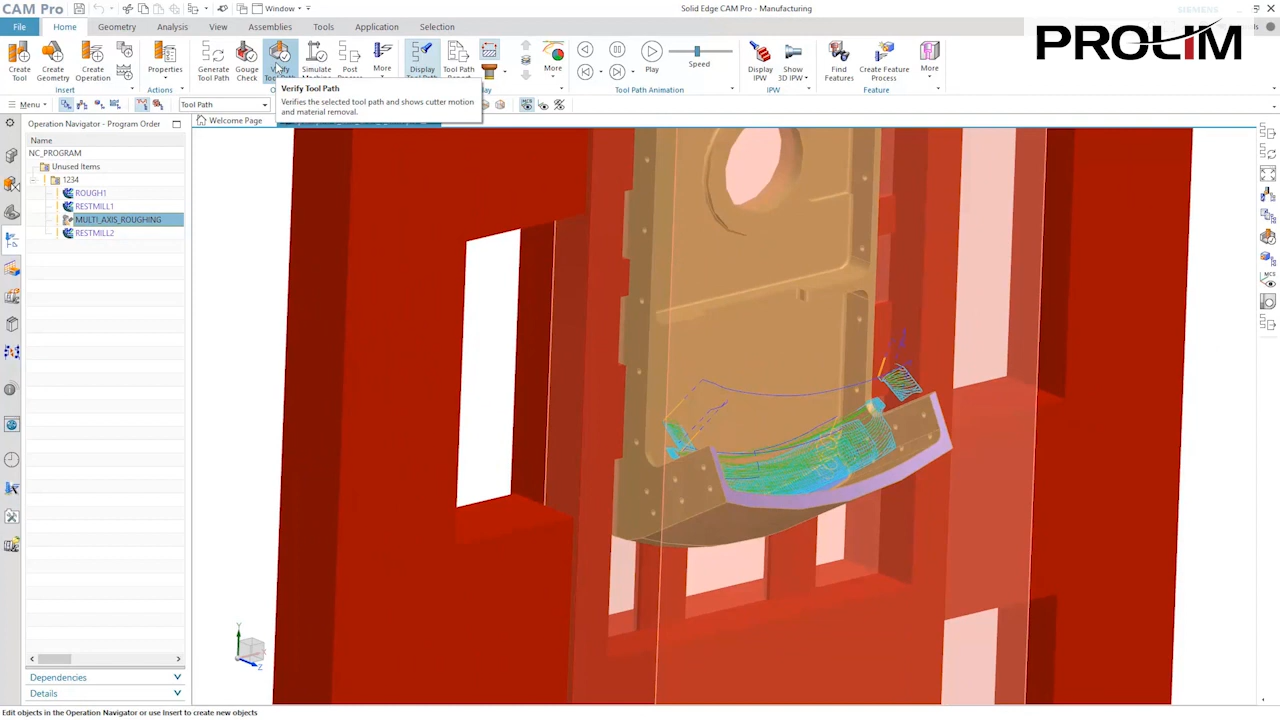 CAM Pro
Window
Solid Edge CAM Pro - Manufacturing
SIEMENS
File
Home
Geometry
Analysis
View
Assemblies
Tools
Application
Selection
PROLIM
Create Tool
Create Geometry
Create Operation
Insert
Properties
Actions
Generate Tool Path
Gouge Check
Verify
Simulate
Post
More
Display
Tool Path
More
Play
Speed
Tool Path Animation
Display IPW
Show 3D IPW
IPW
Find Features
Create Feature Process
More
Feature
Menu
Tool Path
Verify Tool Path
Verifies the selected tool path and shows cutter motion
and material removal.
Operation Navigator - Program Order
Welcome Page
Name
NC_PROGRAM
Unused Items
1234
ROUGH1
RESTMILL1
MULTI_AXIS_ROUGHING
RESTMILL2
MCS
Y
X
Z
Dependencies
Details
Edit objects in the Operation Navigator or use Insert to create new objects